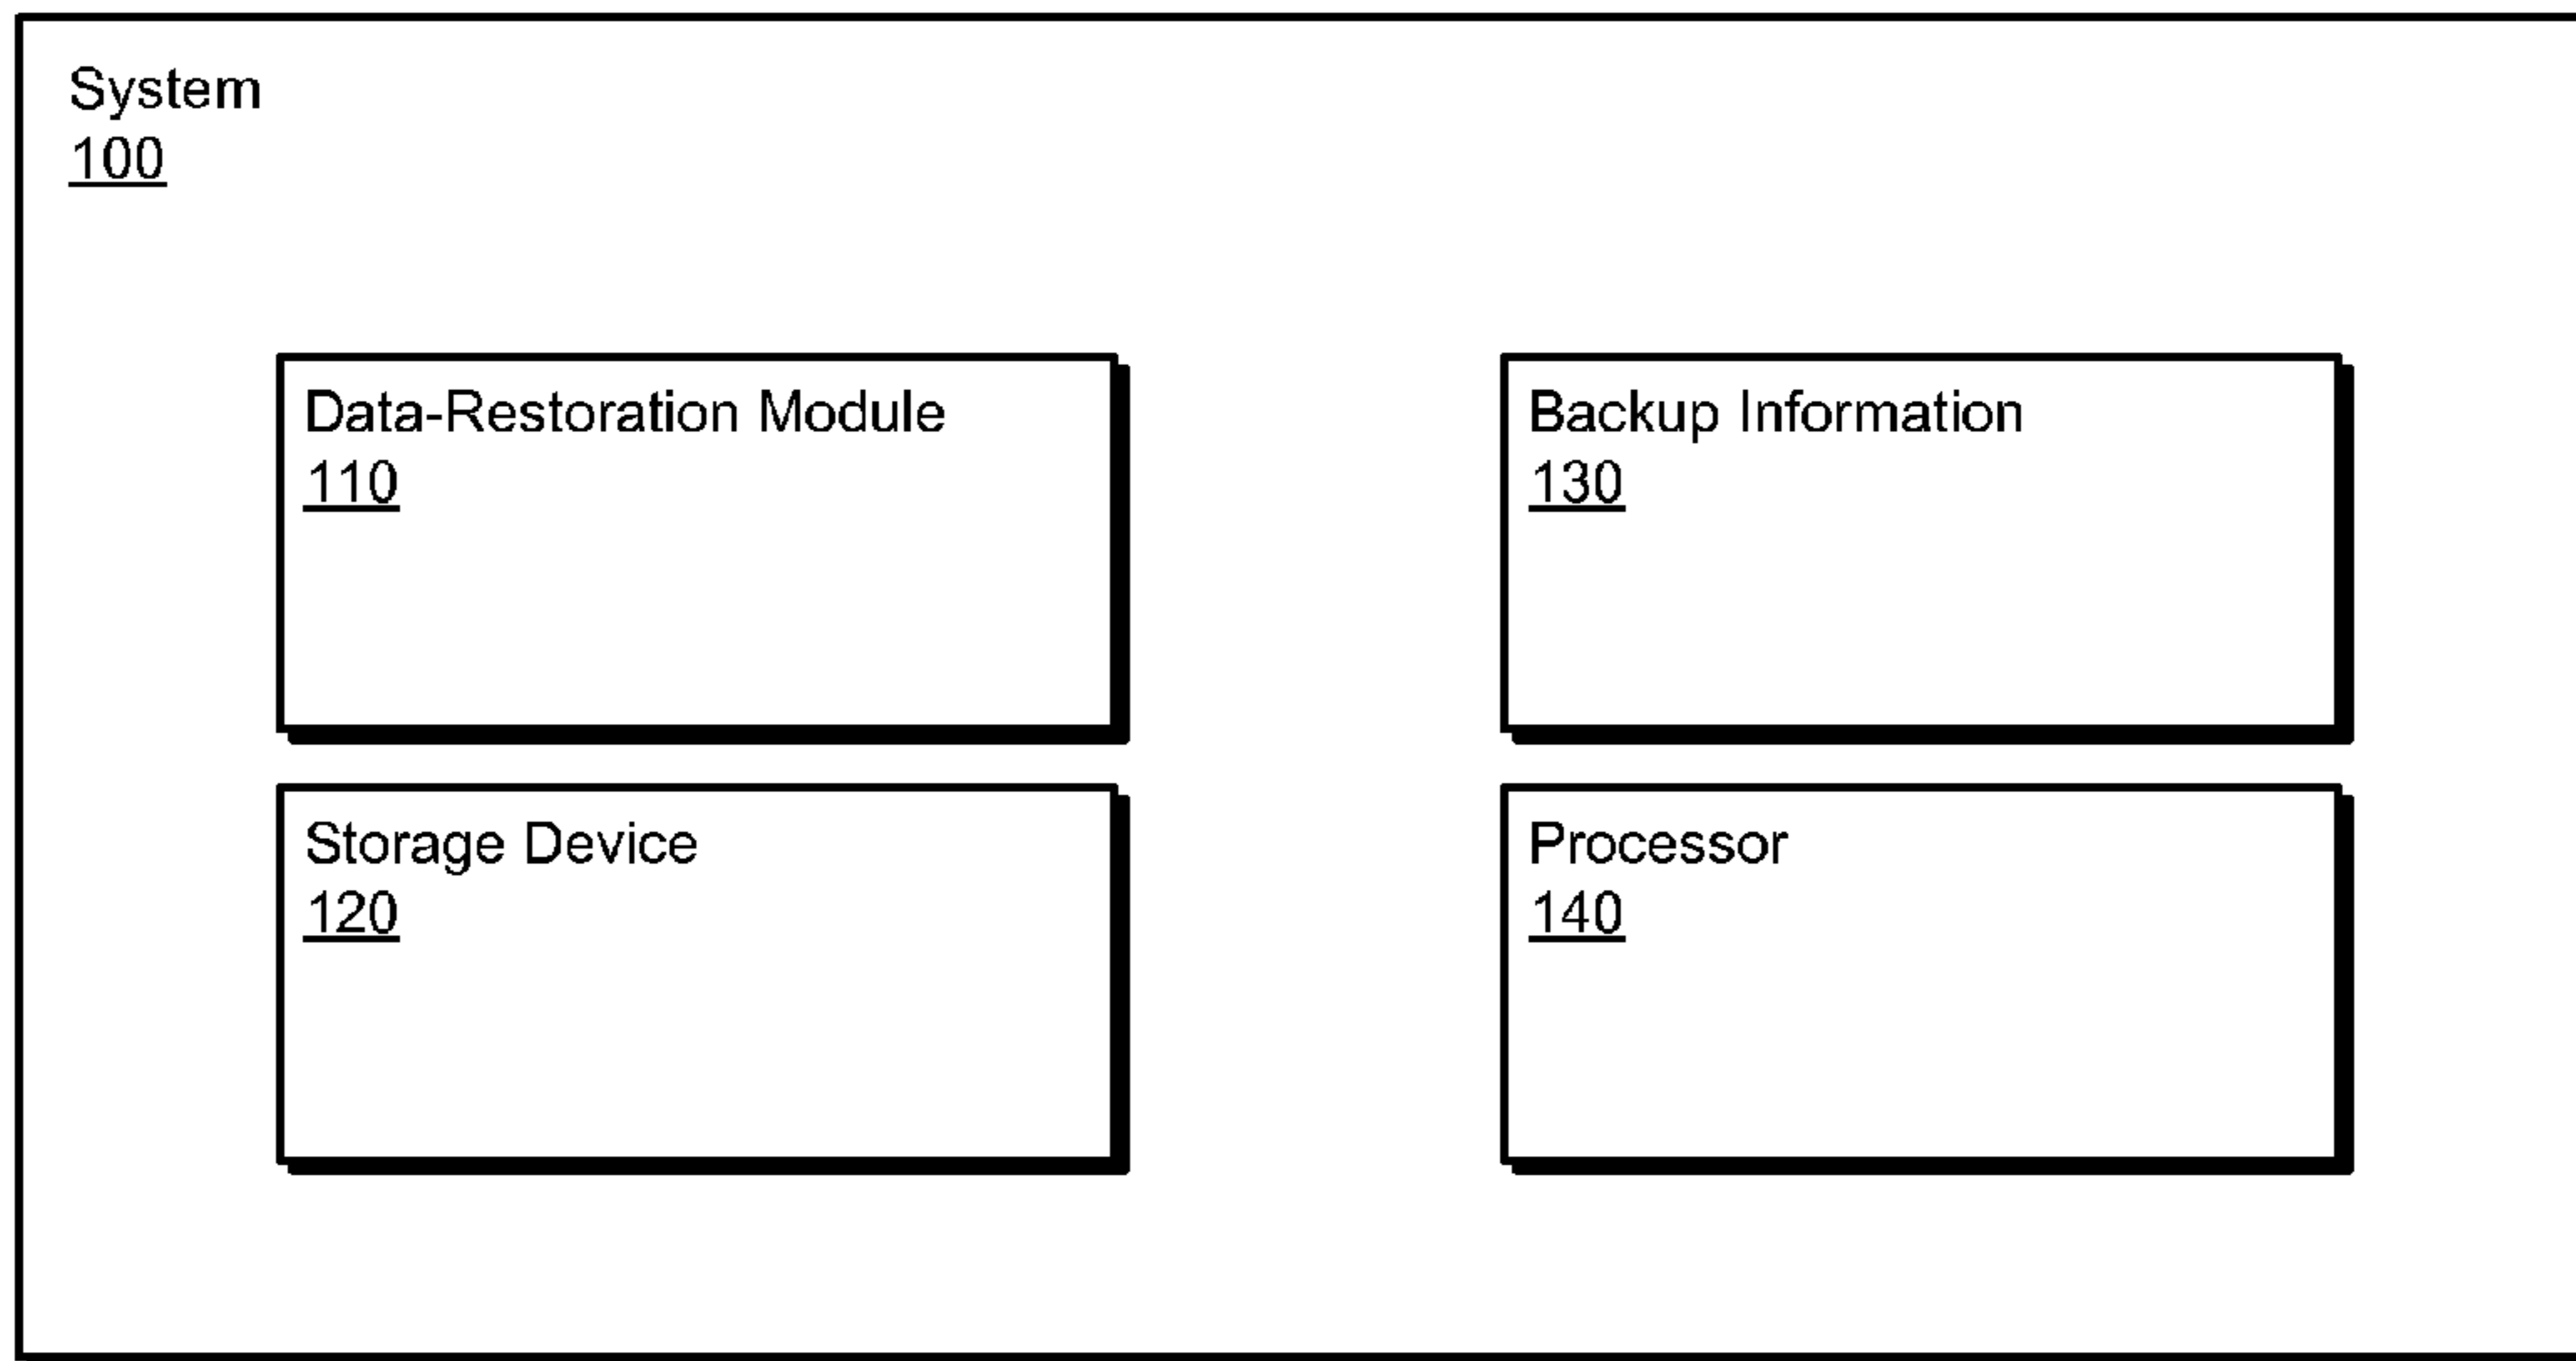 System
100
Data-Restoration Module
110
Backup Information
130
Storage Device
120
Processor
140